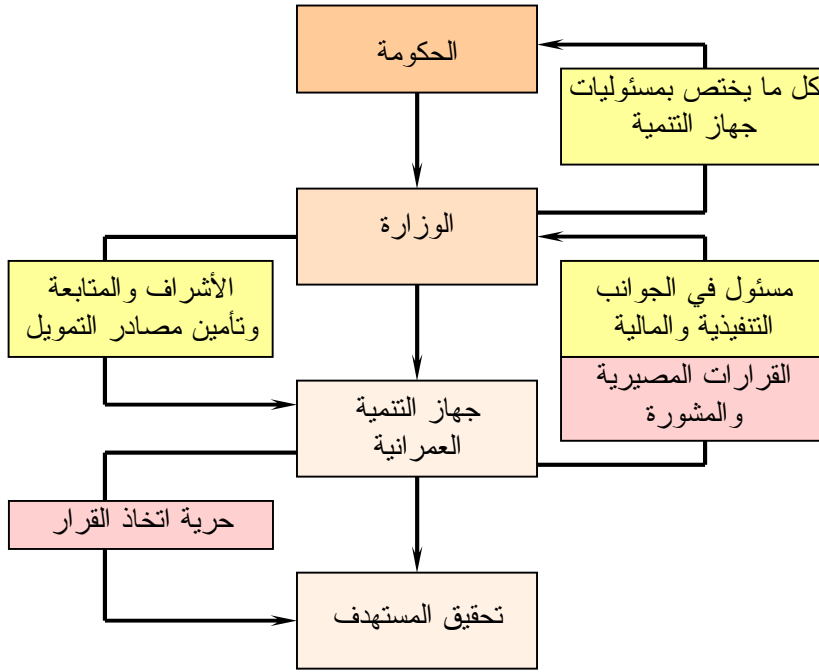 الحكومة
كل ما يختص بمسئوليات
جهاز التنمية
الوزارة
مسئول في الجوانب
التنفيذية والمالية
القرارات المصيرية
والمشورة
الأشراف والمتابعة
وتأمين مصادر التمويل
جهاز التنمية
العمرانية
حرية اتخاذ القرار
تحقيق المستهدف